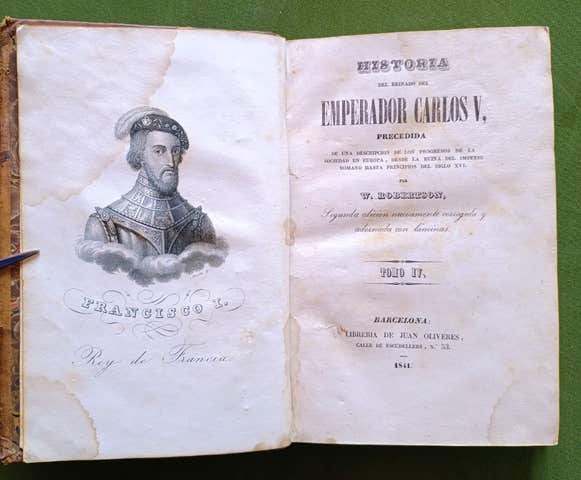 FRANCISCO I.
Rey de Francia.
HISTORIA
DEL REINADO DEL
EMPERADOR CARLOS V,
PRECEDIDA
DE UNA DESCRIPCION DE LOS PROGRESOS DE LA
SOCIEDAD EN EUROPA, DESDE LA RUINA DEL IMPERIO
ROMANO HASTA PRINCIPIOS DEL SIGLO XVI.
POR
W. ROBERTSON,
Segunda edicion nuevamente corregida y
adornada con láminas.
TOMO IV.
BARCELONA:
LIBRERIA DE JUAN OLIVERES,
CALLE DE ESCUDELLERS, N.º 53.
1841.